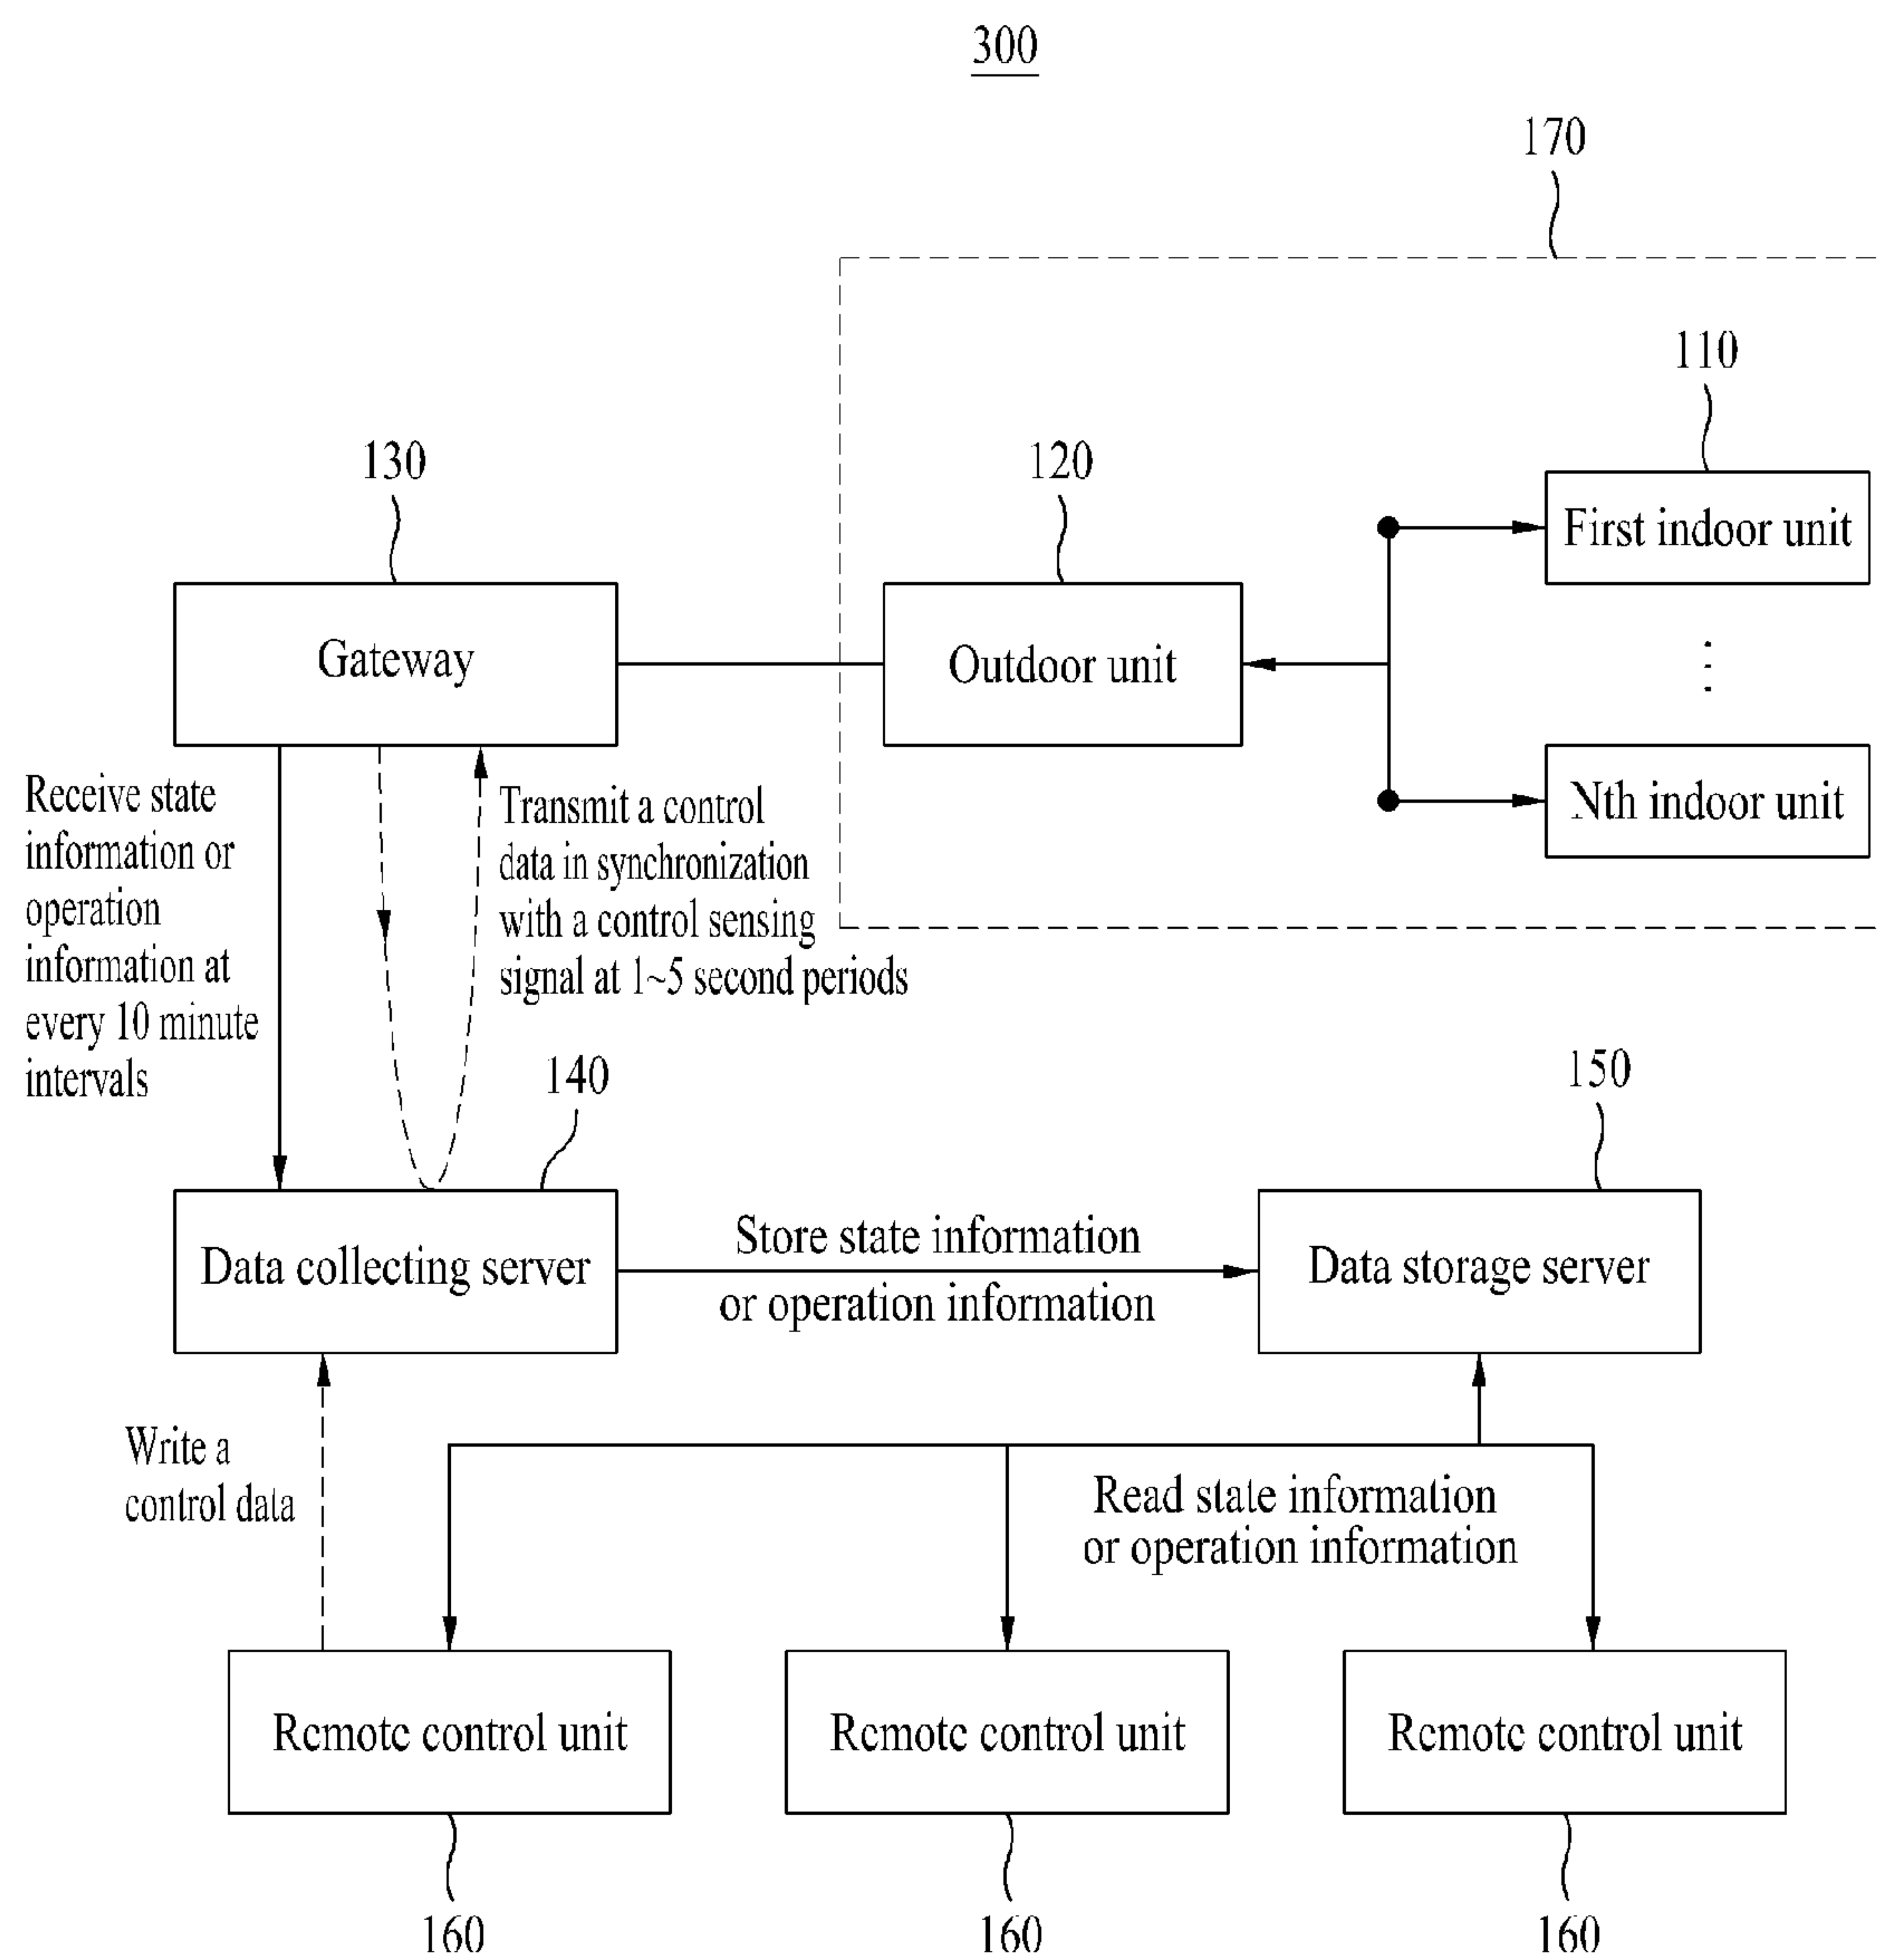 300
170
110
130
120
First indoor unit
Gateway
Outdoor unit
Nth indoor unit
Receive state
information or
operation
information at
every 10 minute
intervals
Transmit a control
data in synchronization
with a control sensing
signal at 1~5 second periods
140
150
Data collecting server
Store state information
or operation information
Data storage server
Write a
control data
Read state information
or operation information
Remote control unit
Remote control unit
Remote control unit
160
160
160